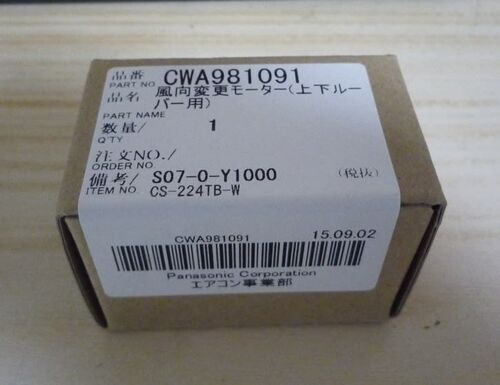 品番 CWA981091
PART NO
品名 風向変更モーター(上下ルー
バー用)
PART NAME
数量/ 1
Q'TY
注文NO./
ORDER NO.
備考/ S07-0-Y1000 (税抜)
ITEM NO CS-224TB-W
CWA981091 15.09.02
Panasonic Corporation
エアコン事業部